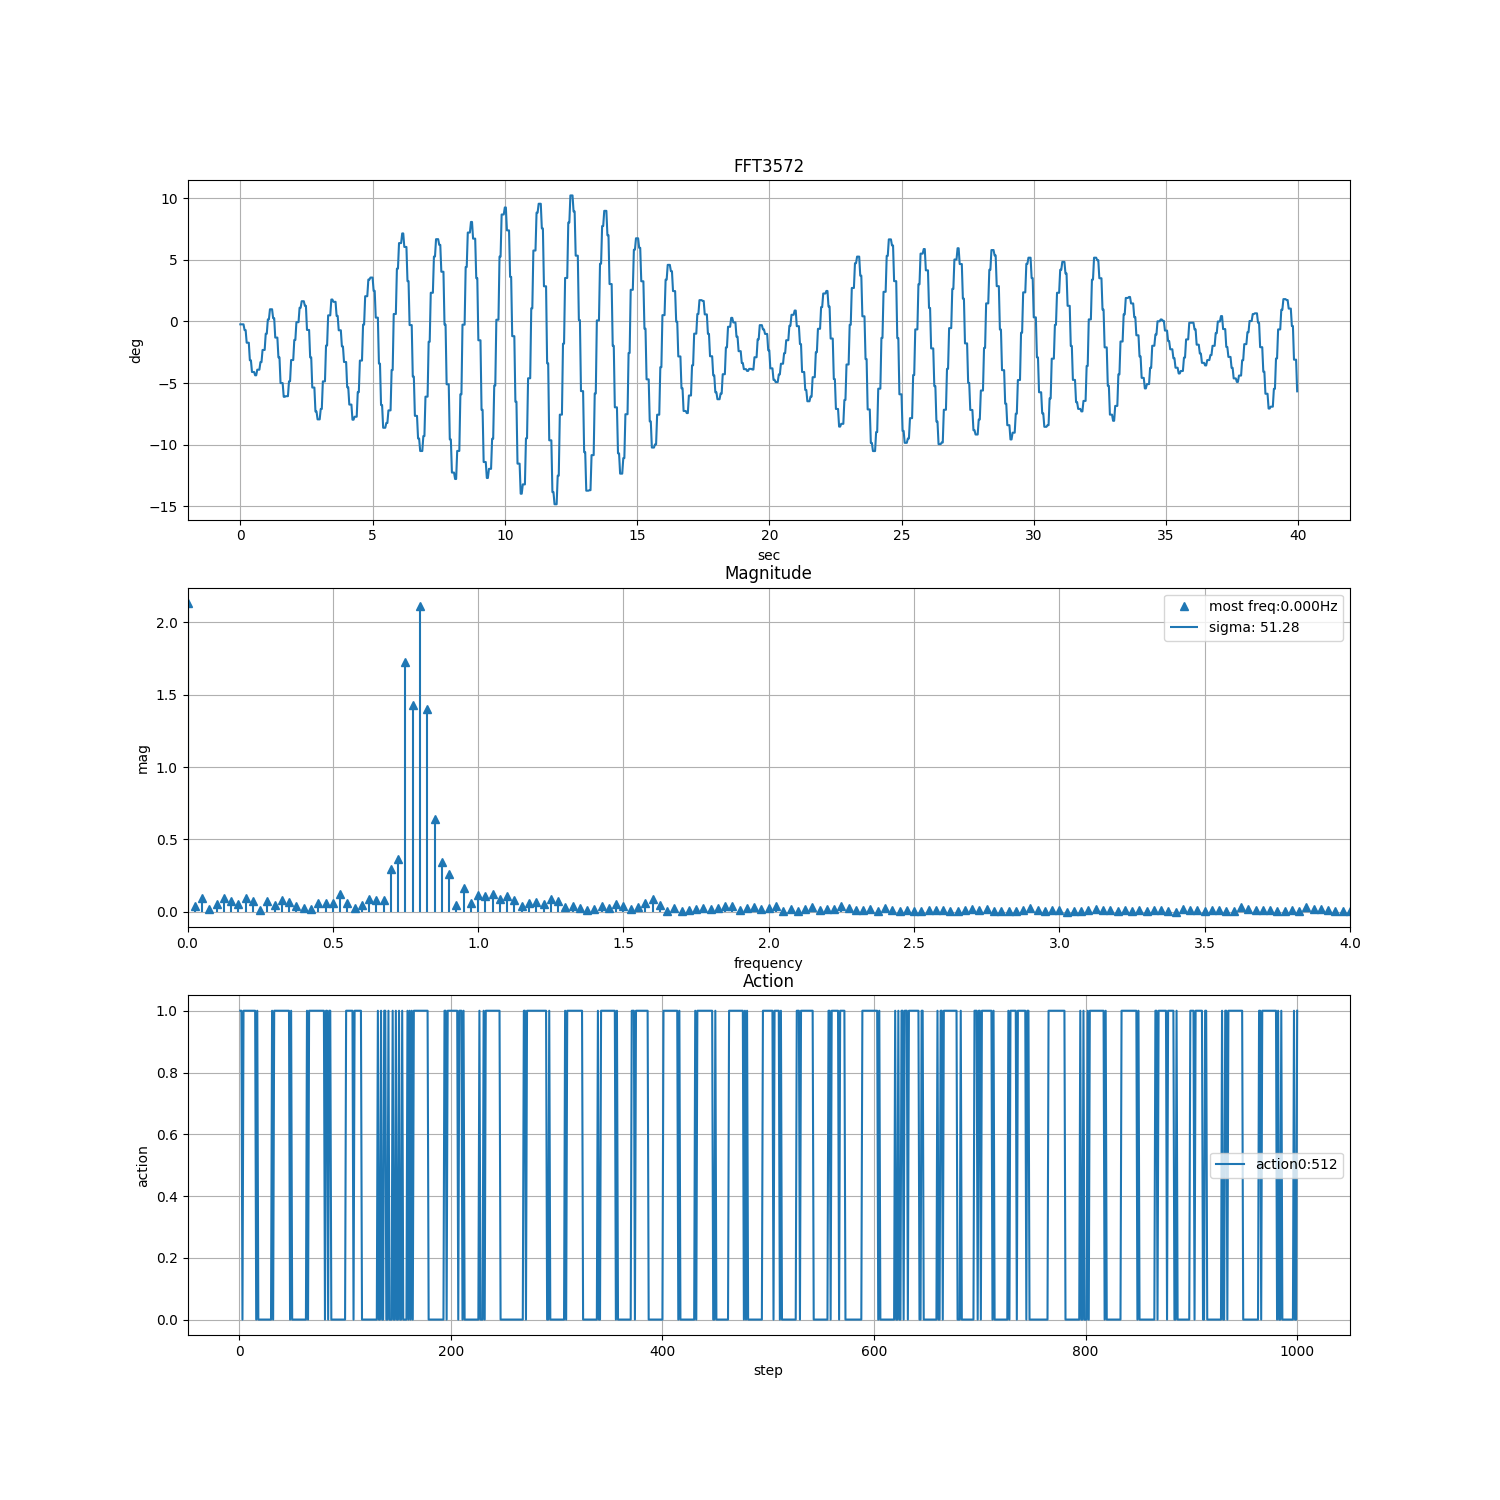 FFT3572
10
5
0
−5
−10
−15
deg
0 5 10 15 20 25 30 35 40
sec
Magnitude
most freq:0.000Hz
sigma: 51.28
2.0
1.5
1.0
0.5
0.0
mag
0.0 0.5 1.0 1.5 2.0 2.5 3.0 3.5 4.0
frequency
Action
1.0
0.8
0.6
0.4
0.2
0.0
action
action0:512
0 200 400 600 800 1000
step